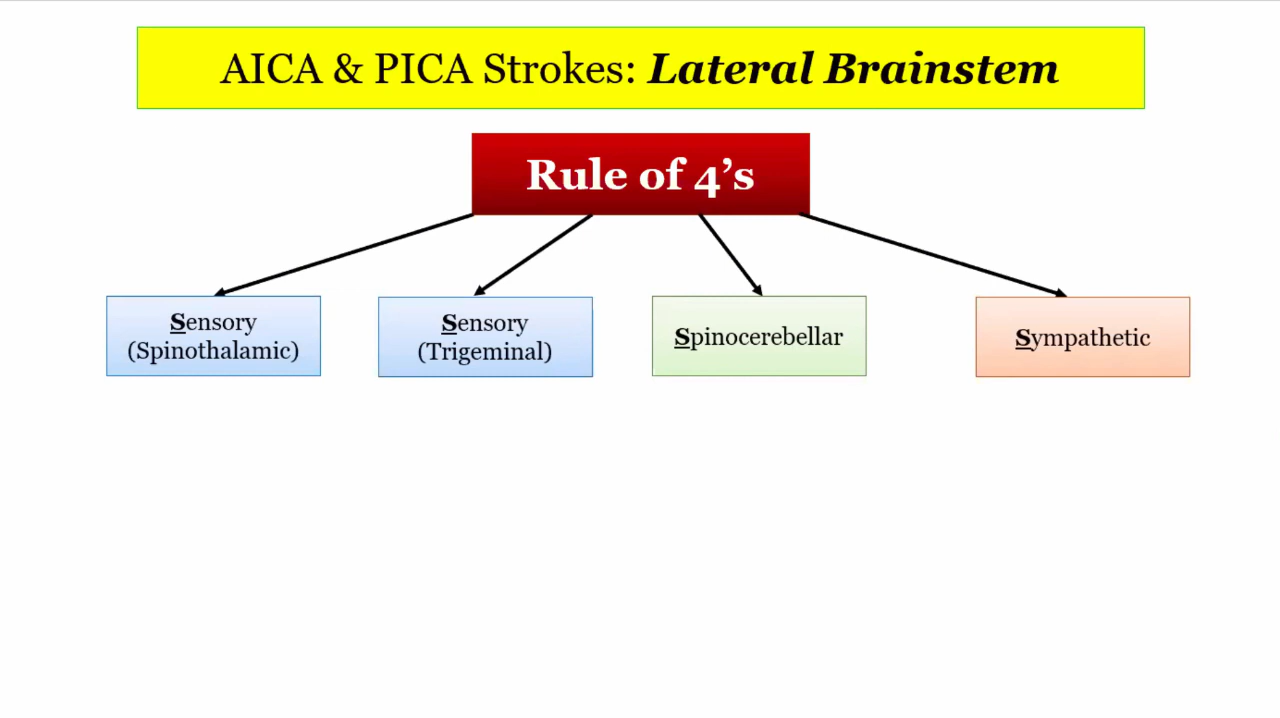 AICA & PICA Strokes: Lateral Brainstem
Rule of 4’s
Sensory
(Spinothalamic)
Sensory
(Trigeminal)
Spinocerebellar
Sympathetic